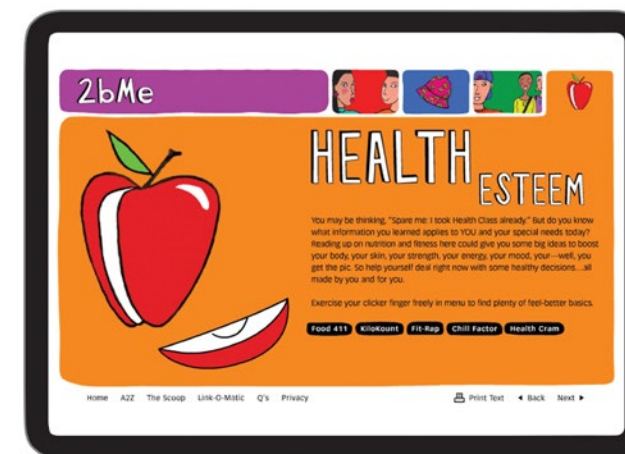 2bMe
HEALTH
ESTEEM
You may be thinking, "Spare me: I took Health Class already." But do you know
what information you learned applies to YOU and your special needs today?
Reading up on nutrition and fitness here could give you some big ideas to boost
your body, your skin, your strength, your energy, your mood, your—well, you
get the pic. So help yourself deal right now with some healthy decisions...all
made by you and for you.
Exercise your clicker finger freely in menu to find plenty of feel-better basics.
Food 411 KiloKount Fit-Rap Chill Factor Health Cram
Home A2Z The Scoop Link-O-Matic Q's Privacy Print Text Back Next